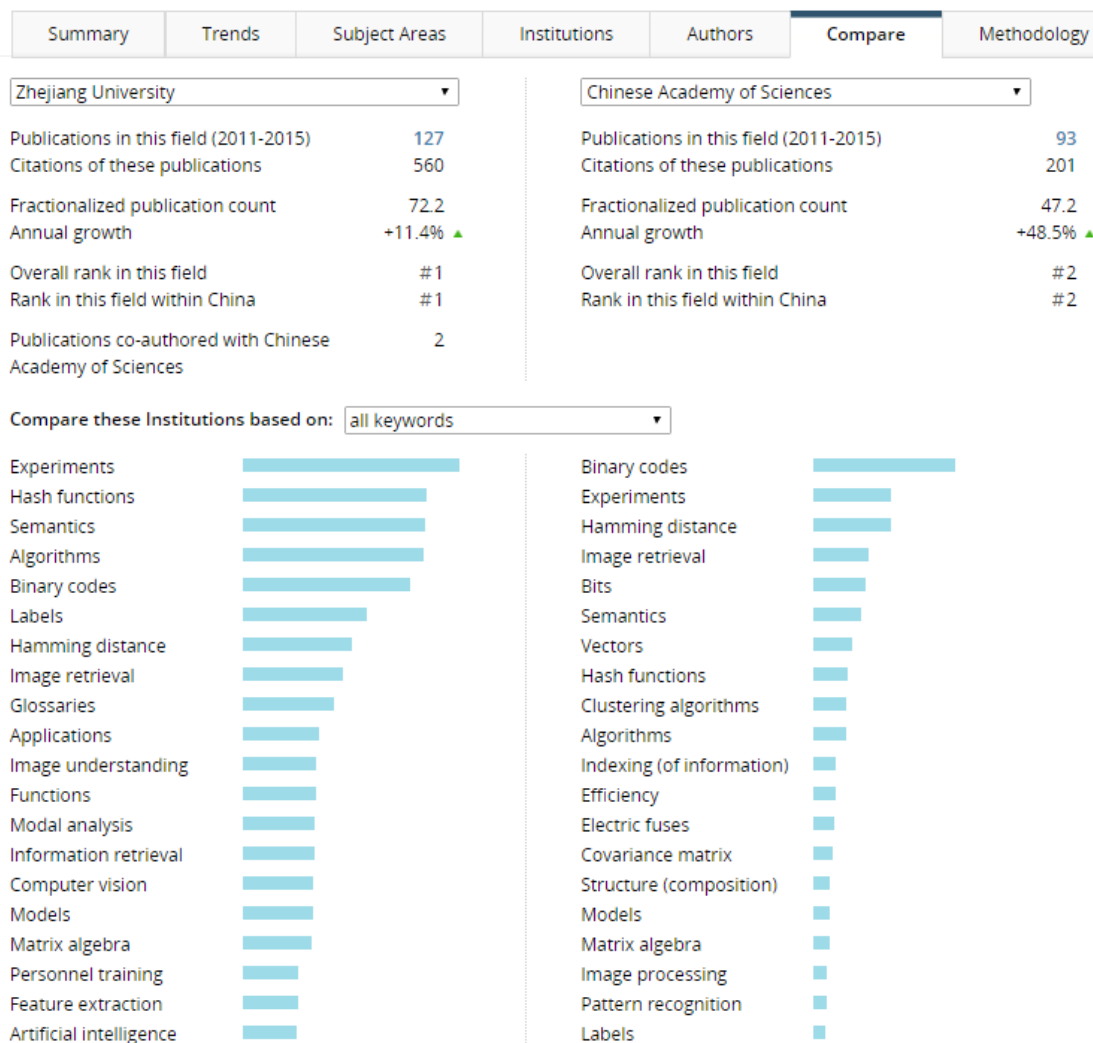 Summary Trends Subject Areas Institutions Authors Compare Methodology
Zhejiang University
Publications in this field (2011-2015) 127
Citations of these publications 560
Fractionalized publication count 72.2
Annual growth +11.4%
Overall rank in this field #1
Rank in this field within China #1
Publications co-authored with Chinese 2
Academy of Sciences
Chinese Academy of Sciences
Publications in this field (2011-2015) 93
Citations of these publications 201
Fractionalized publication count 47.2
Annual growth +48.5%
Overall rank in this field #2
Rank in this field within China #2
Compare these Institutions based on: all keywords
Experiments
Hash functions
Semantics
Algorithms
Binary codes
Labels
Hamming distance
Image retrieval
Glossaries
Applications
Image understanding
Functions
Modal analysis
Information retrieval
Computer vision
Models
Matrix algebra
Personnel training
Feature extraction
Artificial intelligence
Binary codes
Experiments
Hamming distance
Image retrieval
Bits
Semantics
Vectors
Hash functions
Clustering algorithms
Algorithms
Indexing (of information)
Efficiency
Electric fuses
Covariance matrix
Structure (composition)
Models
Matrix algebra
Image processing
Pattern recognition
Labels